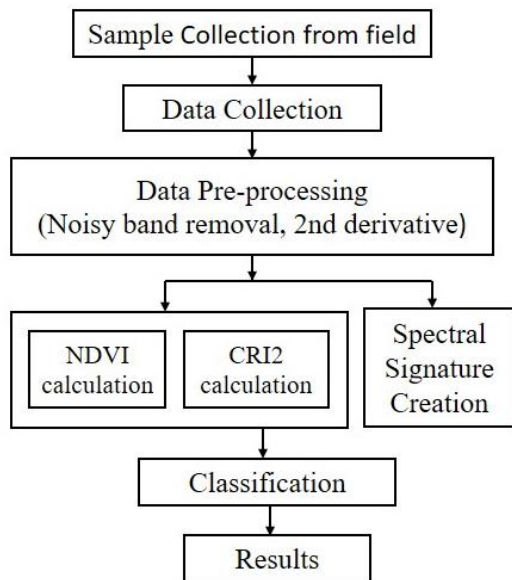 Sample Collection from field
Data Collection
Data Pre-processing
(Noisy band removal, 2nd derivative)
NDVI
calculation
CRI2
calculation
Spectral
Signature
Creation
Classification
Results